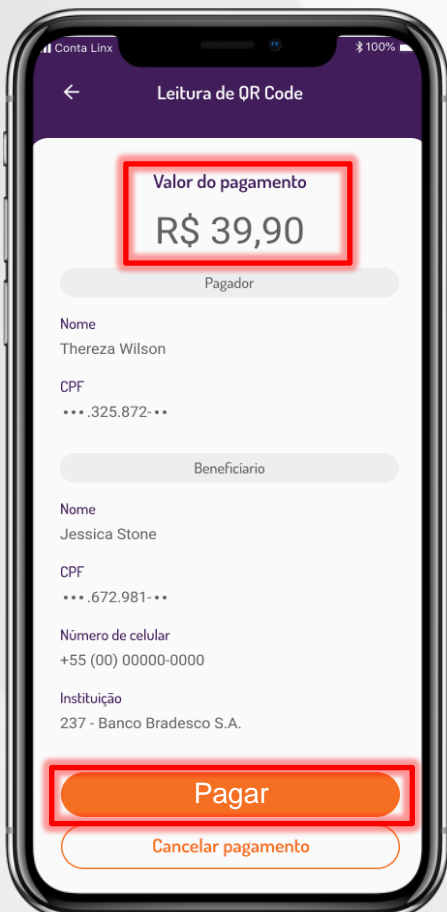 Conta Linx
100%
← Leitura de QR Code
Valor do pagamento
R$ 39,90
Pagador
Nome
Thereza Wilson
CPF
•••.325.872-••
Beneficíario
Nome
Jessica Stone
CPF
•••.672.981-••
Número de celular
+55 (00) 00000-0000
Instituição
237 - Banco Bradesco S.A.
Pagar
Cancelar pagamento